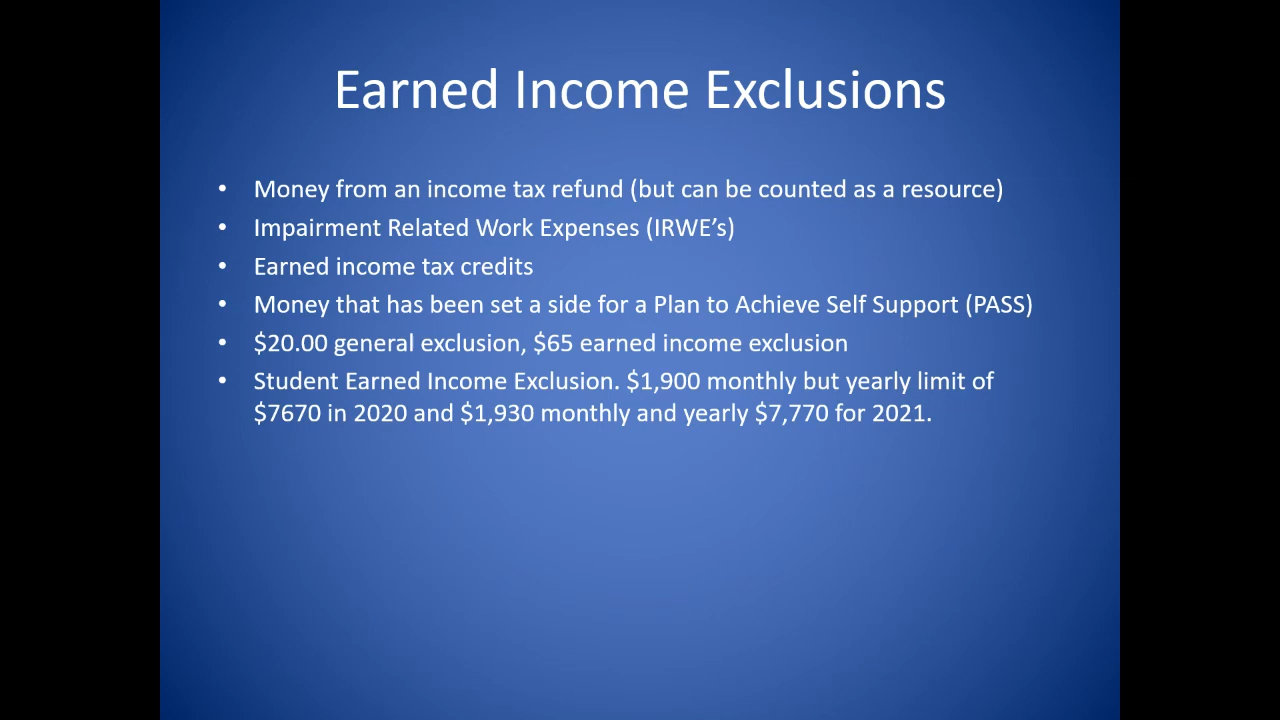 Earned Income Exclusions
• Money from an income tax refund (but can be counted as a resource)
• Impairment Related Work Expenses (IRWE’s)
• Earned income tax credits
• Money that has been set a side for a Plan to Achieve Self Support (PASS)
• $20.00 general exclusion, $65 earned income exclusion
• Student Earned Income Exclusion. $1,900 monthly but yearly limit of
$7670 in 2020 and $1,930 monthly and yearly $7,770 for 2021.